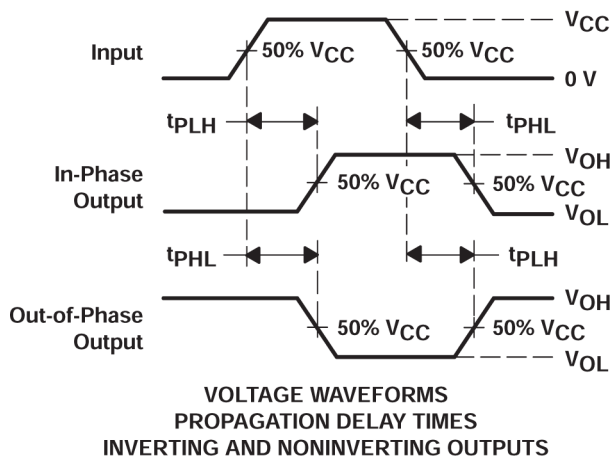 VCC
Input
50% VCC
50% VCC
0 V
tPLH
tPHL
VOH
In-Phase
Output
50% VCC
50% VCC
VOL
tPHL
tPLH
VOH
Out-of-Phase
Output
50% VCC
50% VCC
VOL
VOLTAGE WAVEFORMS
PROPAGATION DELAY TIMES
INVERTING AND NONINVERTING OUTPUTS